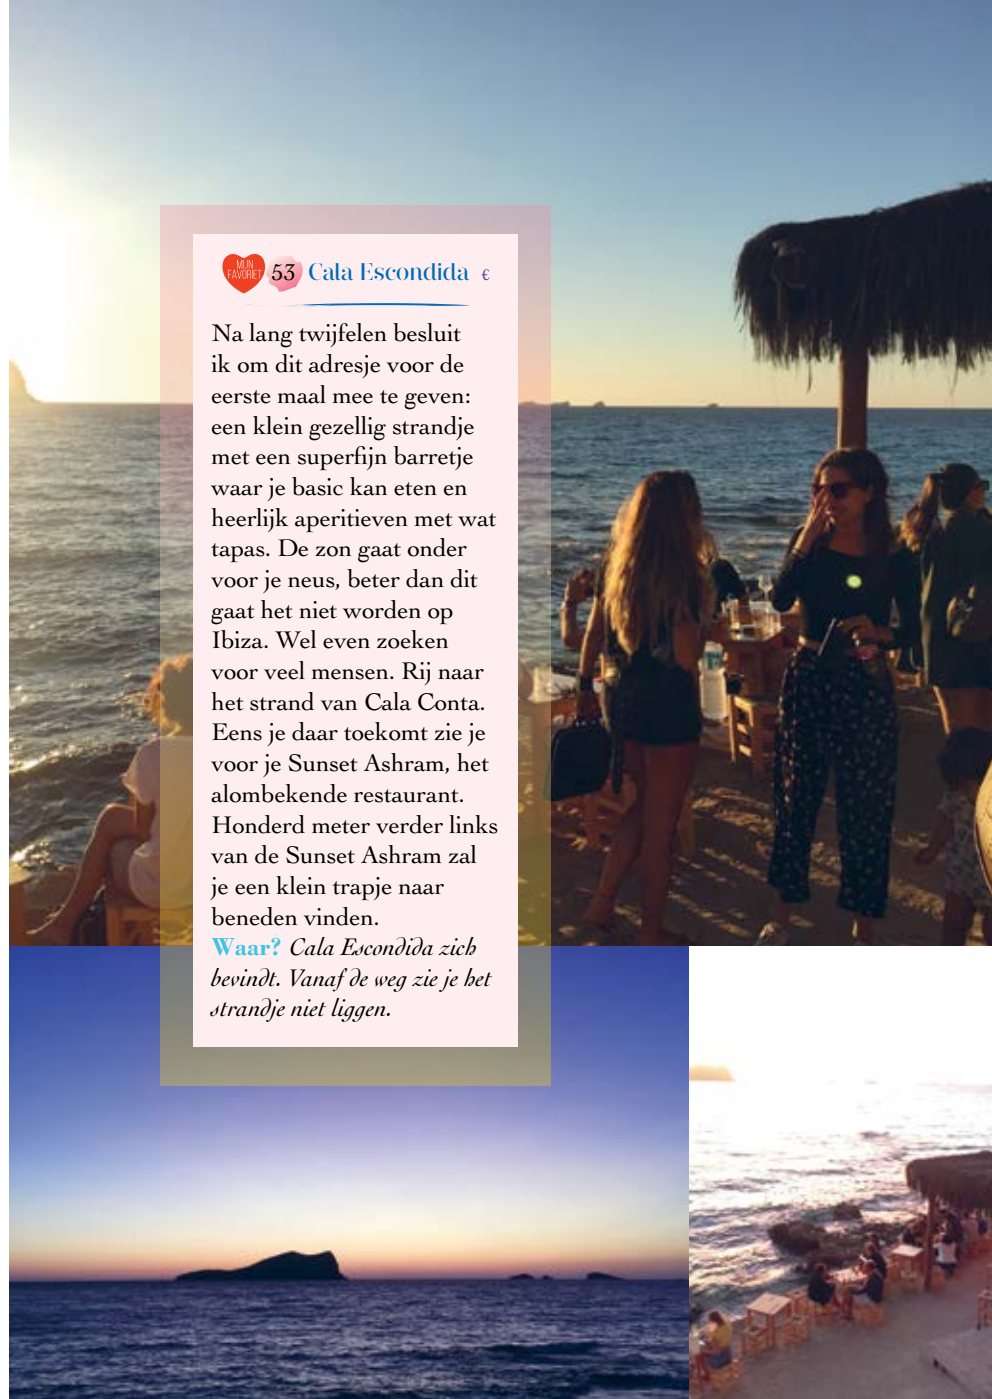 MIJN
FAVORIET
53 Cala Escondida €
Na lang twijfelen besluit
ik om dit adresje voor de
eerste maal mee te geven:
een klein gezellig strandje
met een superfijn barretje
waar je basic kan eten en
heerlijk aperitieven met wat
tapas. De zon gaat onder
voor je neus, beter dan dit
gaat het niet worden op
Ibiza. Wel even zoeken
voor veel mensen. Rij naar
het strand van Cala Conta.
Eens je daar toekomt zie je
voor je Sunset Ashram, het
alombekende restaurant.
Honderd meter verder links
van de Sunset Ashram zal
je een klein trapje naar
beneden vinden.
Waar? Cala Escondida zich
bevindt. Vanaf de weg zie je het
strandje niet liggen.